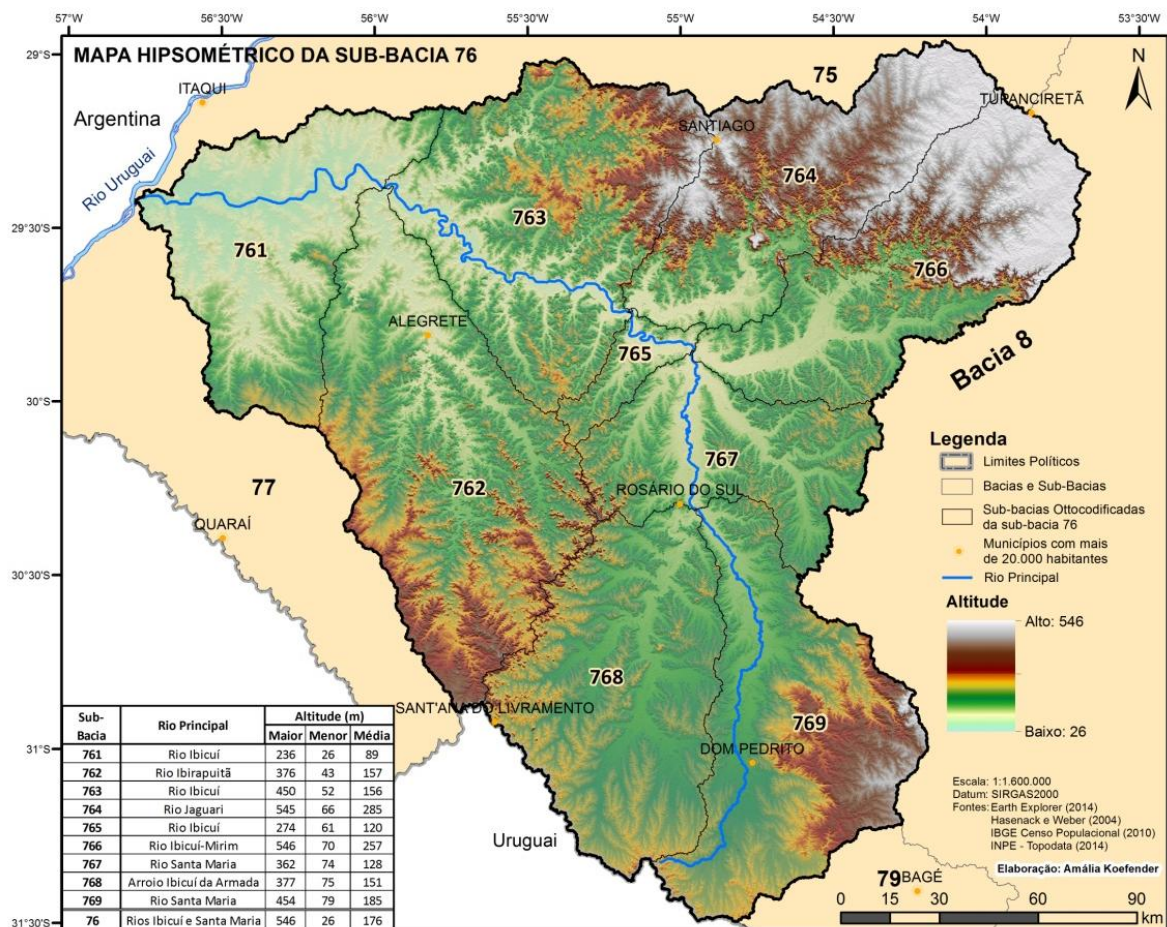 57°W 56°30'W 56°W 55°30'W 55°W 54°30'W 54°W 53°30'W
29°S
29°30'S
30°S
30°30'S
31°S
31°30'S
MAPA HIPSOMÉTRICO DA SUB-BACIA 76
N
75
ITAQUI
Argentina
Rio Uruguai
SANTIAGO
TUPANCIRETÃ
764
763
761
766
ALEGRETE
765
Bacia 8
767
77
762
ROSÁRIO DO SUL
QUARAÍ
768
SANT'ANA DO LIVRAMENTO
769
DOM PEDRITO
Uruguai
79
BAGÉ
Legenda
Limites Políticos
Bacias e Sub-Bacias
Sub-bacias Ottocodificadas
da sub-bacia 76
Municípios com mais
de 20.000 habitantes
Rio Principal
Altitude
Alto: 546
Baixo: 26
Escala: 1:1.600.000
Datum: SIRGAS2000
Fontes: Earth Explorer (2014)
Hasenack e Weber (2004)
IBGE Censo Populacional (2010)
INPE - Topodata (2014)
Elaboração: Amália Koefender
0 15 30 60 90
km
Sub-Bacia Rio Principal Altitude (m)
Maior Menor Média
761 Rio Ibicuí 236 26 89
762 Rio Ibirapuitã 376 43 157
763 Rio Ibicuí 450 52 156
764 Rio Jaguari 545 66 285
765 Rio Ibicuí 274 61 120
766 Rio Ibicuí-Mirim 546 70 257
767 Rio Santa Maria 362 74 128
768 Arroio Ibicuí da Armada 377 75 151
769 Rio Santa Maria 454 79 185
76 Rios Ibicuí e Santa Maria 546 26 176